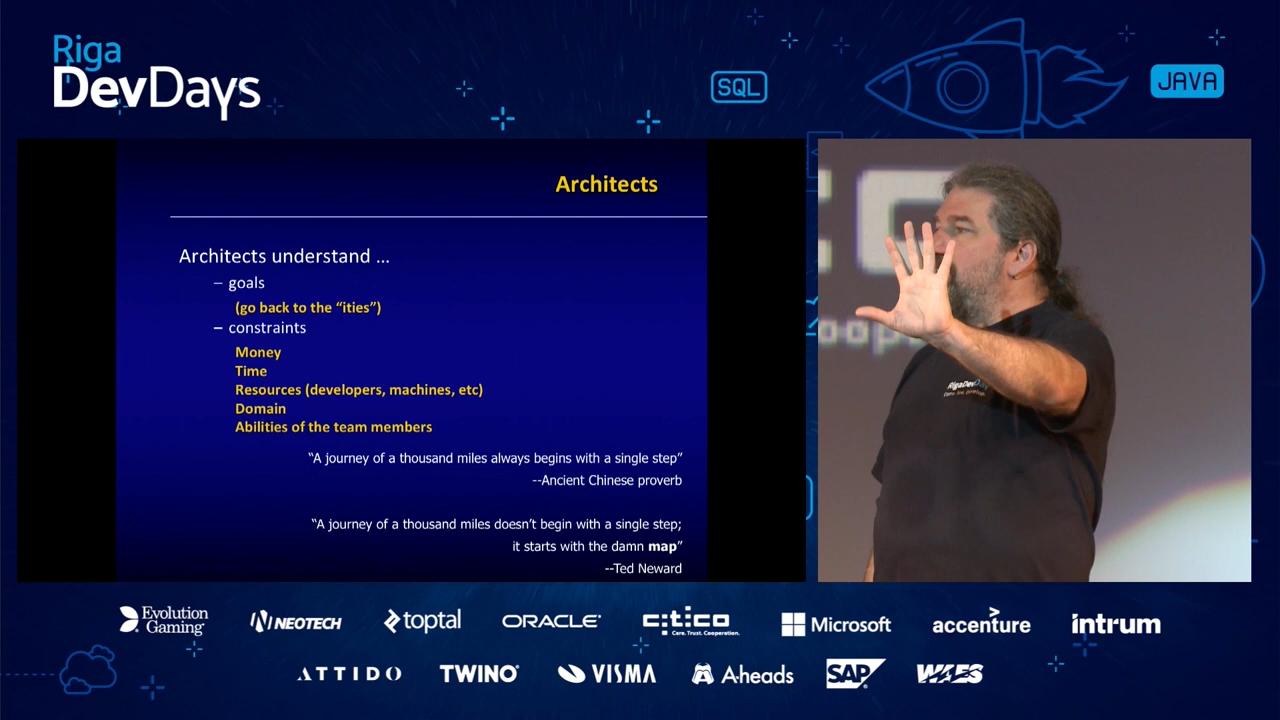 Riga
DevDays
SQL
JAVA
Architects
Architects understand …
– goals
(go back to the “ities”)
– constraints
Money
Time
Resources (developers, machines, etc)
Domain
Abilities of the team members
“A journey of a thousand miles always begins with a single step”
--Ancient Chinese proverb
“A journey of a thousand miles doesn’t begin with a single step;
it starts with the damn map”
--Ted Neward
RigaDevDays
Evolution
Gaming
NEOTECH
toptal
ORACLE
citico
Care. Trust. Cooperation.
Microsoft
accenture
intrum
ATTIDO
TWINO
VISMA
A-heads
SAP
WAES